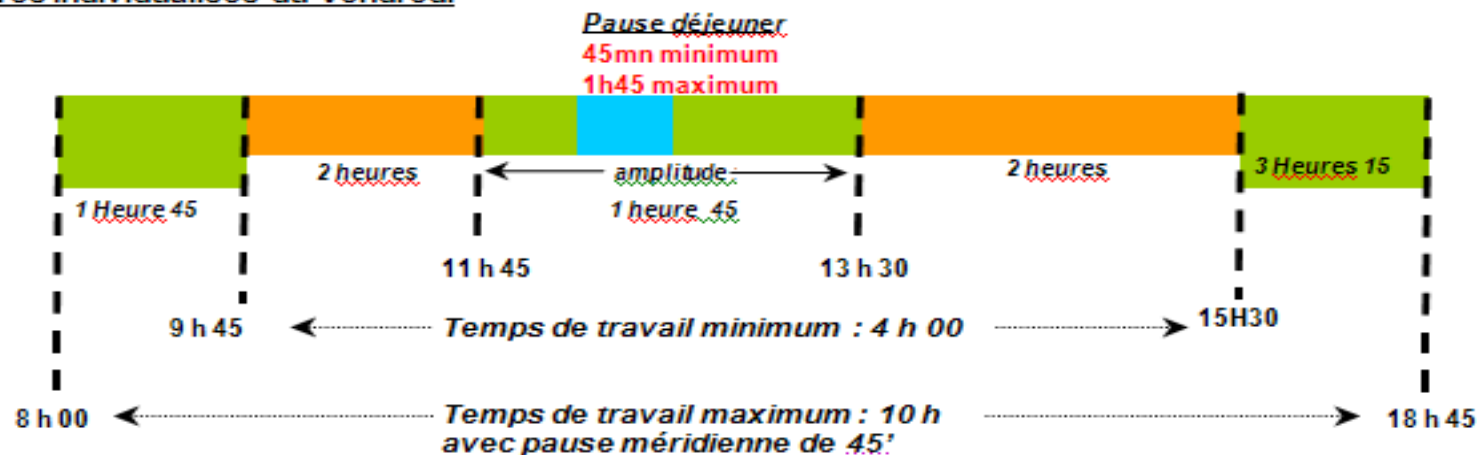 Pause déjeuner
45mn minimum
1h45 maximum
2 heures
amplitude :
2 heures
3 Heures 15
1 Heure 45
1 heure 45
11 h 45
13 h 30
9 h 45
Temps de travail minimum : 4 h 00
15H30
8 h 00
Temps de travail maximum : 10 h
18 h 45
avec pause méridienne de 45'